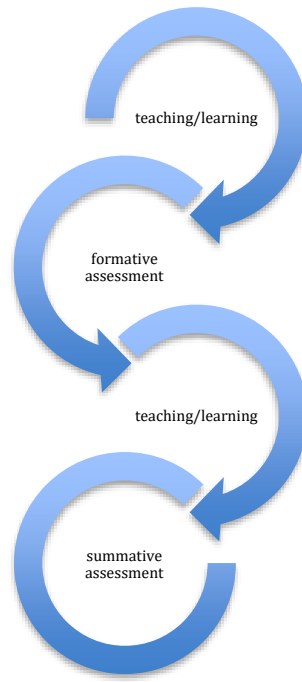 teaching/learning
formative
assessment
teaching/learning
summative
assessment